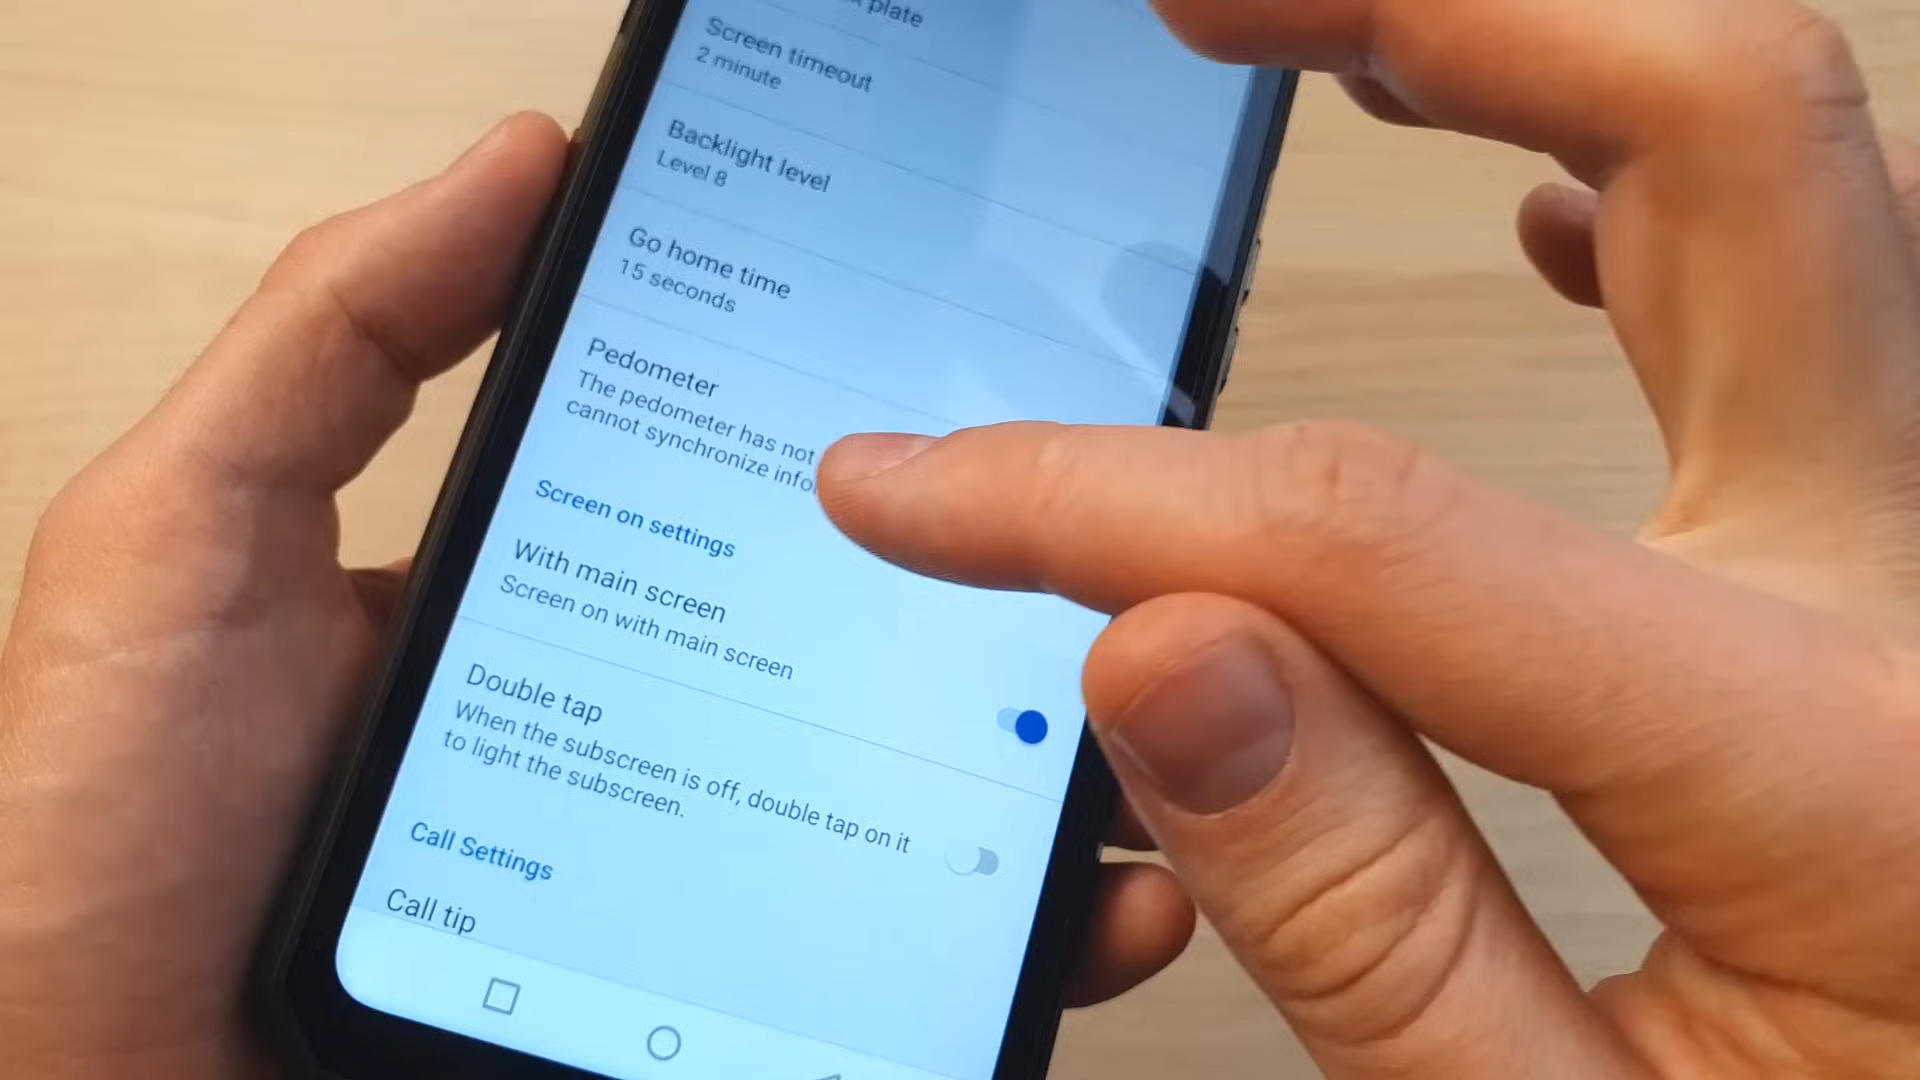 plate
Screen timeout
2 minute
Backlight level
Level 8
Go home time
15 seconds
Pedometer
The pedometer has not
cannot synchronize
Screen on settings
With main screen
Screen on with main screen
Double tap
When the subscreen is off, double tap on it
to light the subscreen.
Call Settings
Call tip